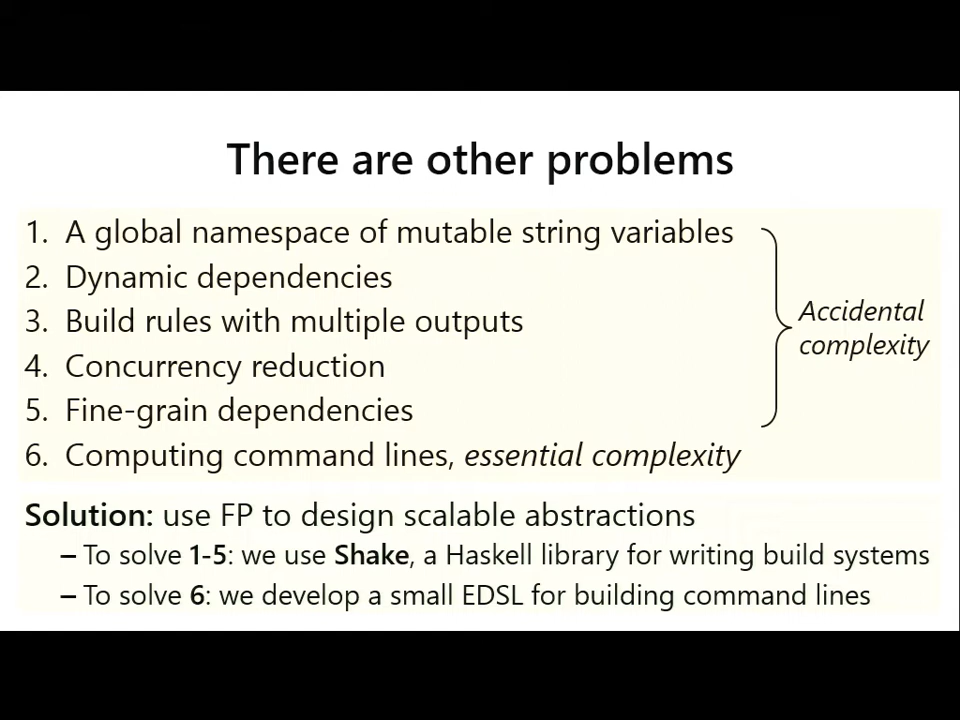 There are other problems
1. A global namespace of mutable string variables
2. Dynamic dependencies
3. Build rules with multiple outputs
4. Concurrency reduction
5. Fine-grain dependencies
Accidental
complexity
6. Computing command lines, essential complexity
Solution: use FP to design scalable abstractions
– To solve 1-5: we use Shake, a Haskell library for writing build systems
– To solve 6: we develop a small EDSL for building command lines